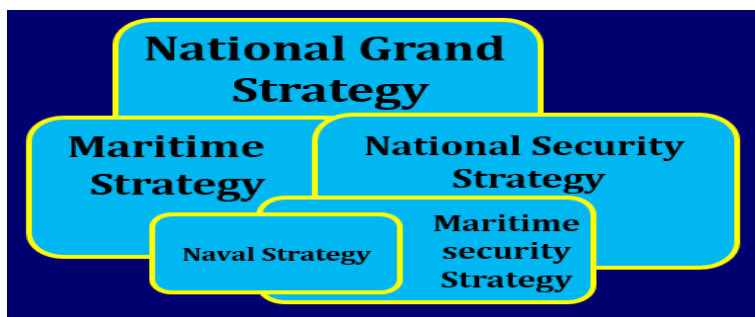 National Grand
Strategy
Maritime
Strategy
National Security
Strategy
Naval Strategy
Maritime
security
Strategy